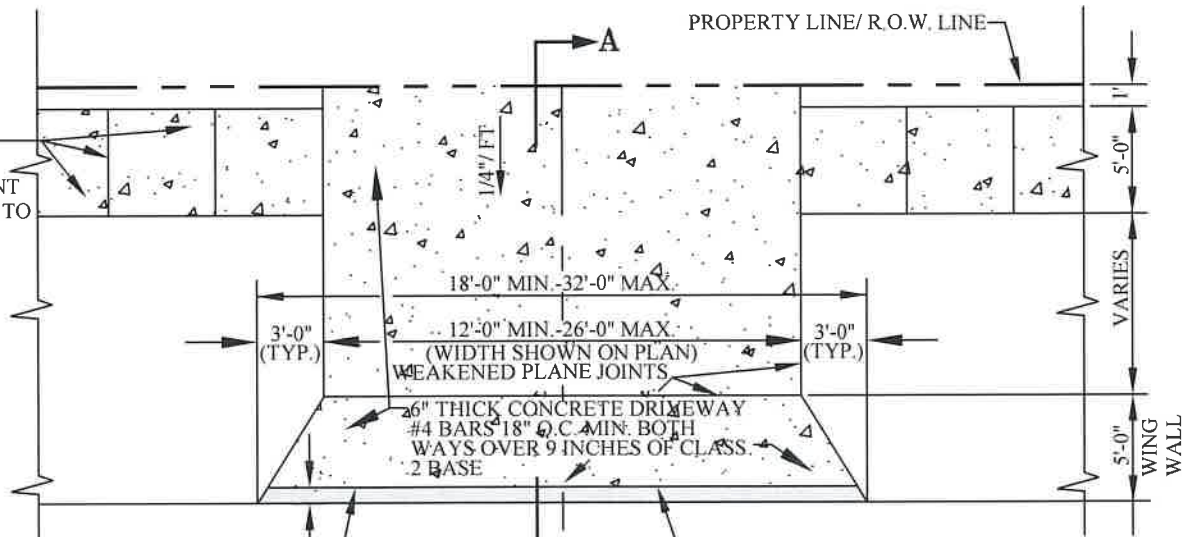 PROPERTY LINE/ R.O.W. LINE
A
1'
5'-0"
1/4"/ FT
NT
TO
VARIES
18'-0" MIN.-32'-0" MAX.
3'-0"
(TYP.)
12'-0" MIN.-26'-0" MAX.
(WIDTH SHOWN ON PLAN)
3'-0"
(TYP.)
WEAKENED PLANE JOINTS
6" THICK CONCRETE DRIVEWAY
#4 BARS 18" O.C. MIN. BOTH
WAYS OVER 9 INCHES OF CLASS
2 BASE
5'-0"
WING
WALL